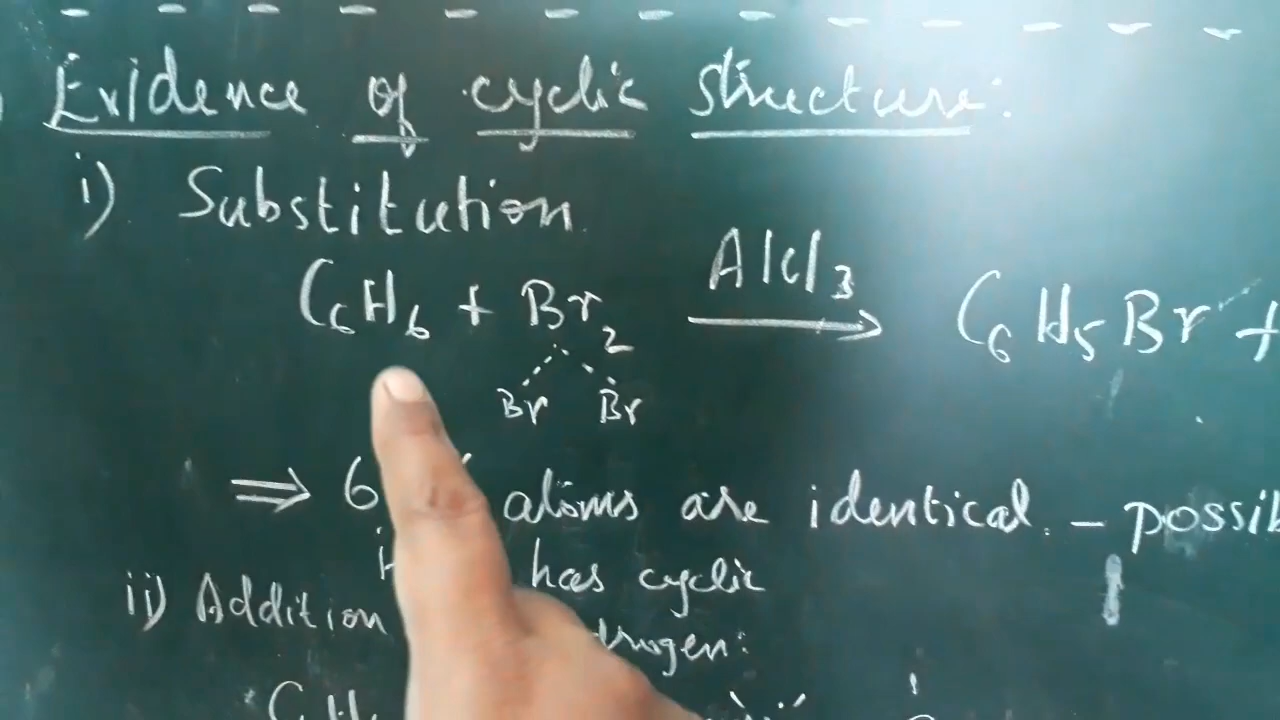 Evidence of cyclic structure:
i) Substitution
C6H6 + Br2 AlCl3 → C6H5Br +
Br Br
⇒ 6 atoms are identical. - possib
has cyclic
ii) Addition